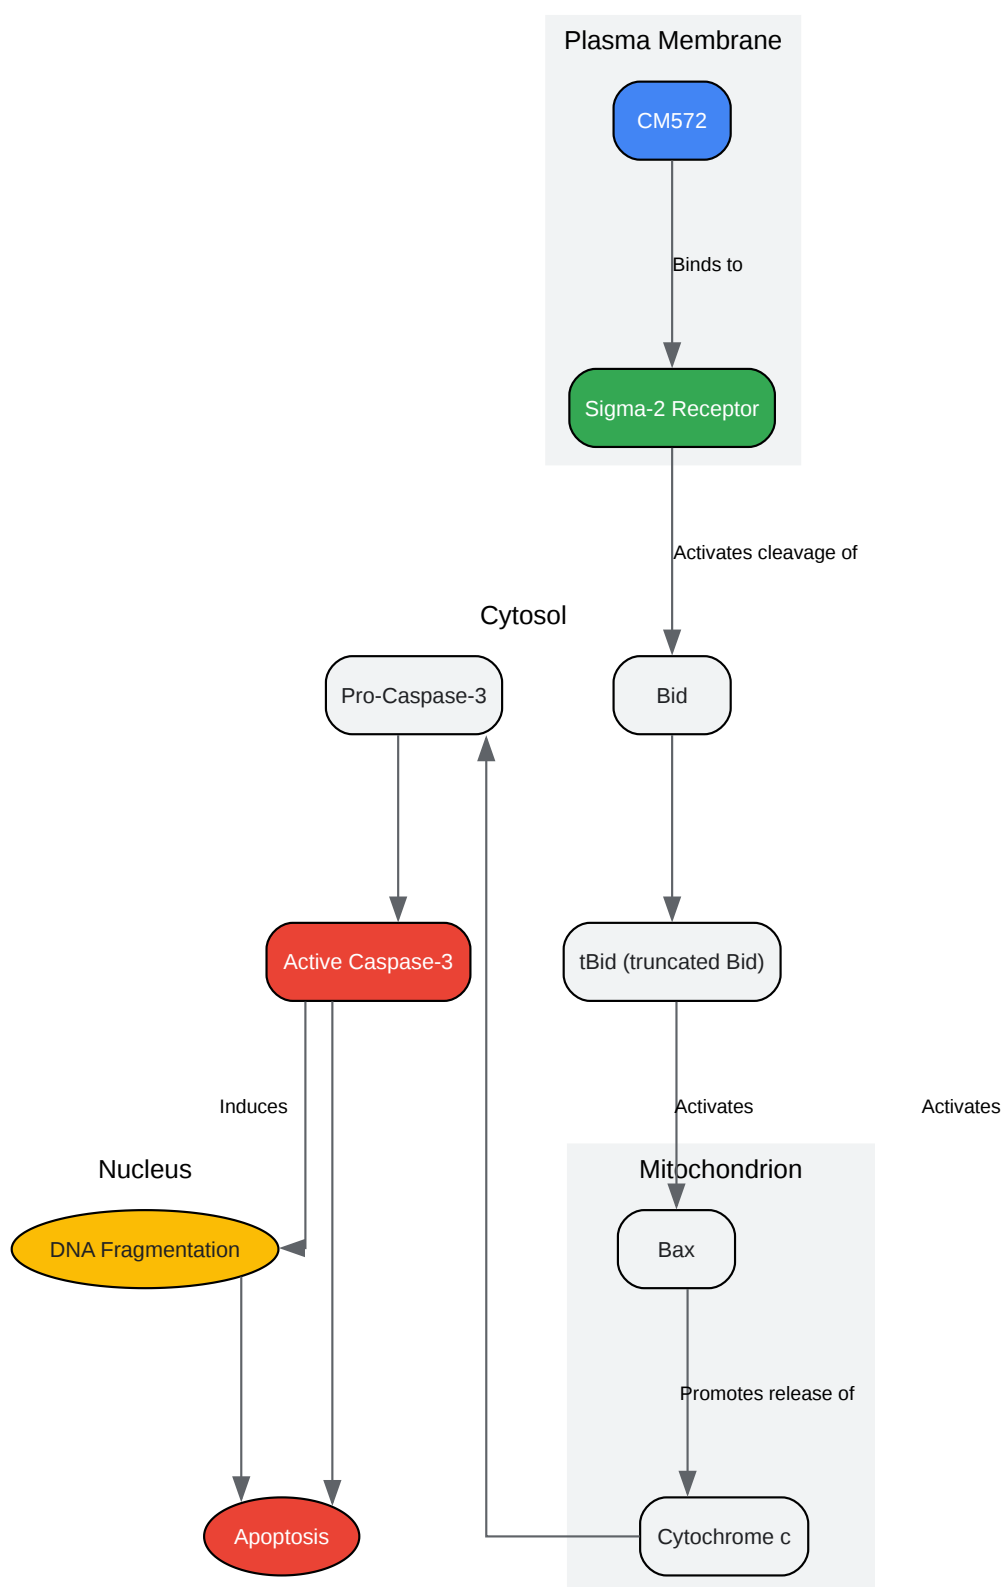 Plasma Membrane
CM572
Binds to
Sigma-2 Receptor
Activates cleavage of
Cytosol
Pro-Caspase-3
Bid
Active Caspase-3
tBid (truncated Bid)
Induces
Activates
Activates
Nucleus
Mitochondrion
DNA Fragmentation
Bax
Promotes release of
Apoptosis
Cytochrome c